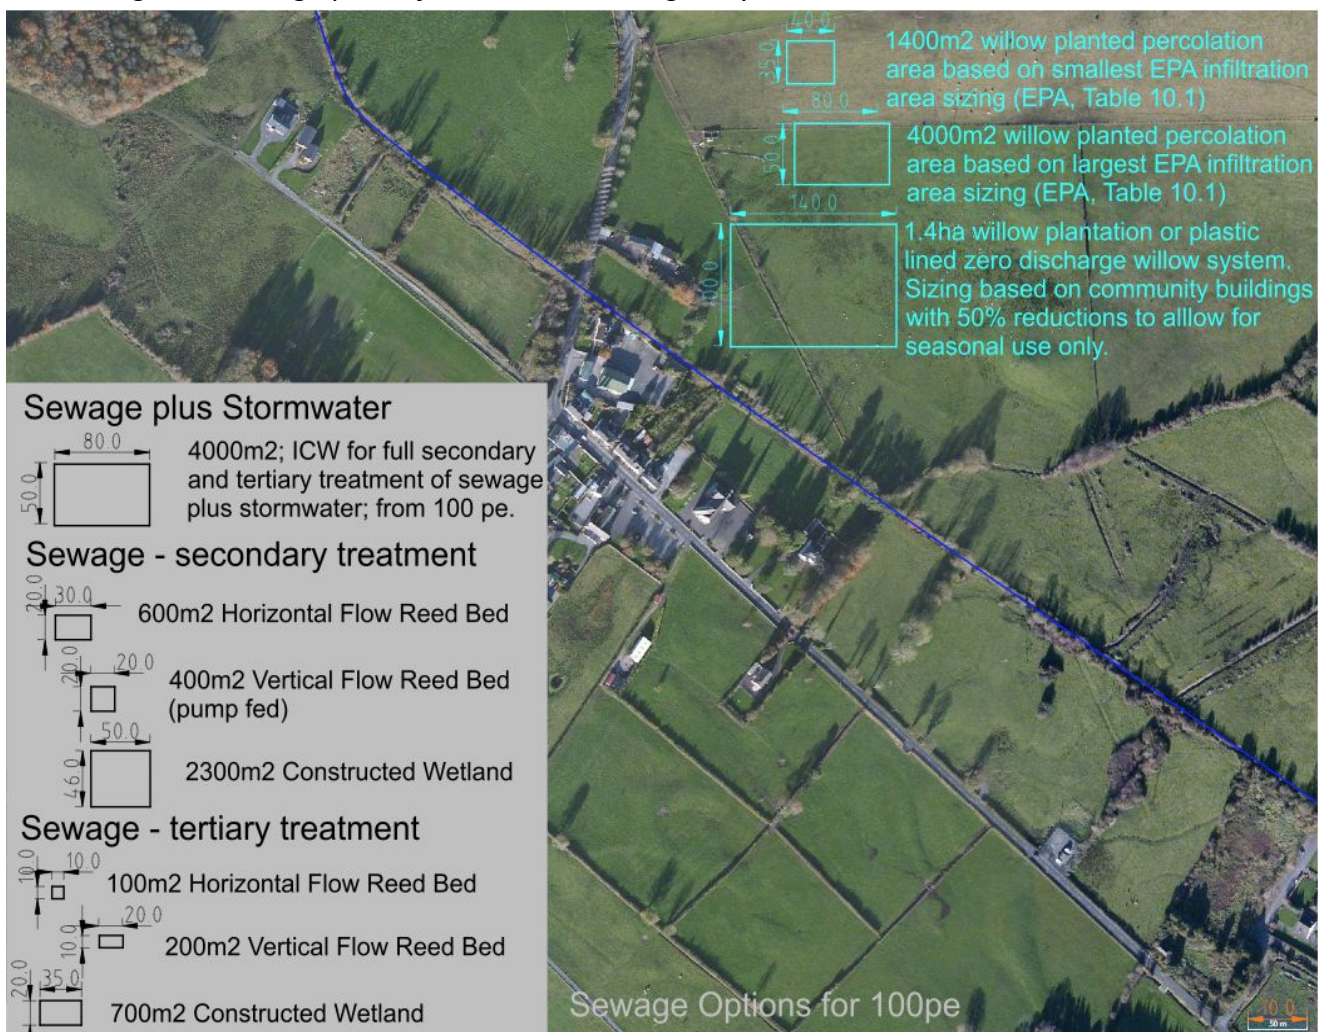 40.0
35.0
1400m2 willow planted percolation
area based on smallest EPA infiltration
area sizing (EPA, Table 10.1)
80.0
50.0
4000m2 willow planted percolation
area based on largest EPA infiltration
area sizing (EPA, Table 10.1)
140.0
100.0
1.4ha willow plantation or plastic
lined zero discharge willow system.
Sizing based on community buildings
with 50% reductions to alllow for
seasonal use only.
Sewage plus Stormwater
80.0
50.0
4000m2; ICW for full secondary
and tertiary treatment of sewage
plus stormwater; from 100 pe.
Sewage - secondary treatment
20.0
30.0
600m2 Horizontal Flow Reed Bed
20.0
20.0
400m2 Vertical Flow Reed Bed
(pump fed)
50.0
46.0
2300m2 Constructed Wetland
Sewage - tertiary treatment
10.0
10.0
100m2 Horizontal Flow Reed Bed
20.0
10.0
200m2 Vertical Flow Reed Bed
35.0
20.0
700m2 Constructed Wetland
Sewage Options for 100pe
50 m